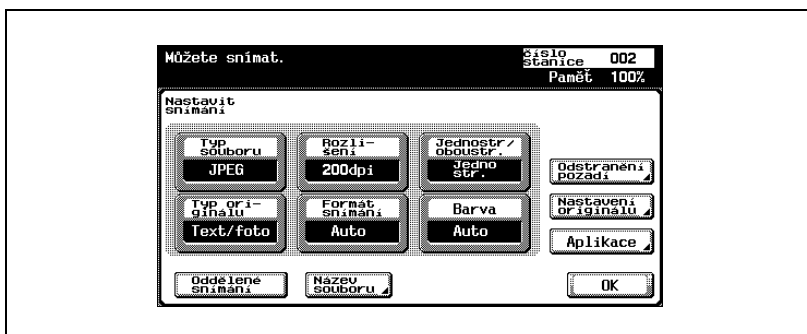 Můžete snímat.
číslo
stanice 002
Paměť 100%
Nastavit
snímání
Typ
souboru
JPEG
Rozli-
šení
200dpi
Jednostr/
oboustr.
Jedno
str.
Odstranění
pozadí
Typ ori-
ginálu
Text/foto
Formát
snímání
Auto
Barva
Auto
Nastavení
originálu
Aplikace
Oddělené
snímání
Název
souboru
OK